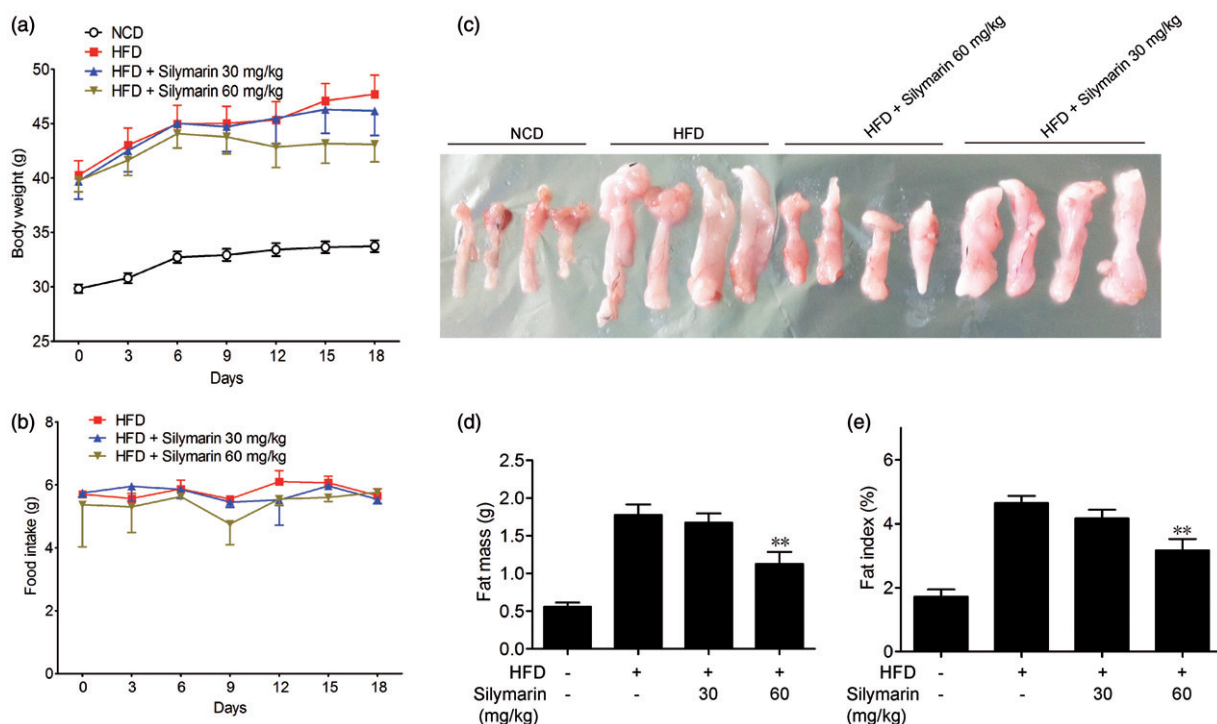 (a)
NCD
HFD
HFD + Silymarin 30 mg/kg
HFD + Silymarin 60 mg/kg
Body weight (g)
50
45
40
35
30
25
0 3 6 9 12 15 18
Days
(b)
HFD
HFD + Silymarin 30 mg/kg
HFD + Silymarin 60 mg/kg
Food intake (g)
8
6
4
2
0
0 3 6 9 12 15 18
Days
(c)
NCD
HFD
HFD + Silymarin 60 mg/kg
HFD + Silymarin 30 mg/kg
(d)
Fat mass (g)
2.5
2.0
1.5
1.0
0.5
0.0
**
HFD - + + +
Silymarin - - 30 60
(mg/kg)
(e)
Fat index (%)
6
4
2
0
**
HFD - + + +
Silymarin - - 30 60
(mg/kg)